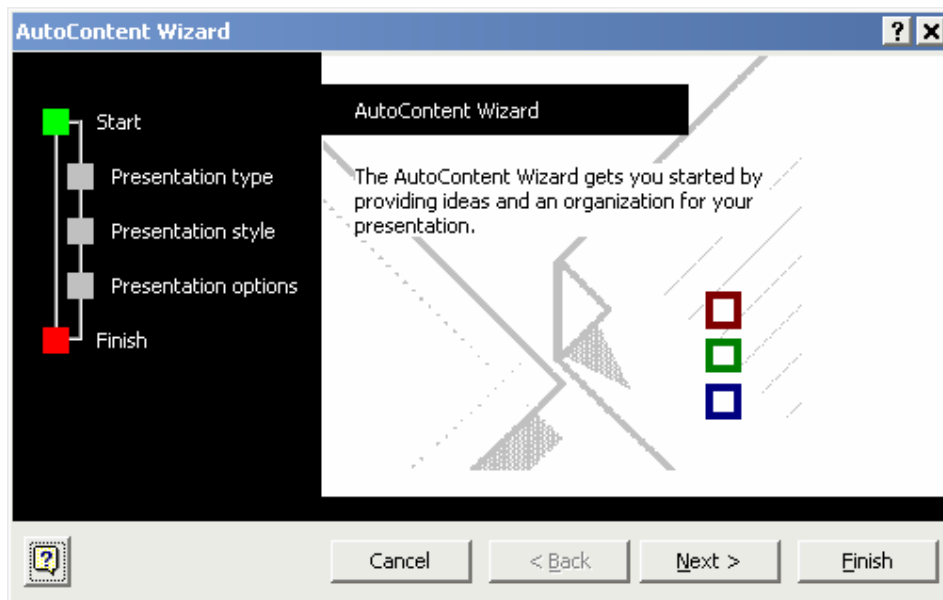 AutoContent Wizard
Start
Presentation type
Presentation style
Presentation options
Finish
AutoContent Wizard
The AutoContent Wizard gets you started by
providing ideas and an organization for your
presentation.
Cancel
< Back
Next >
Finish